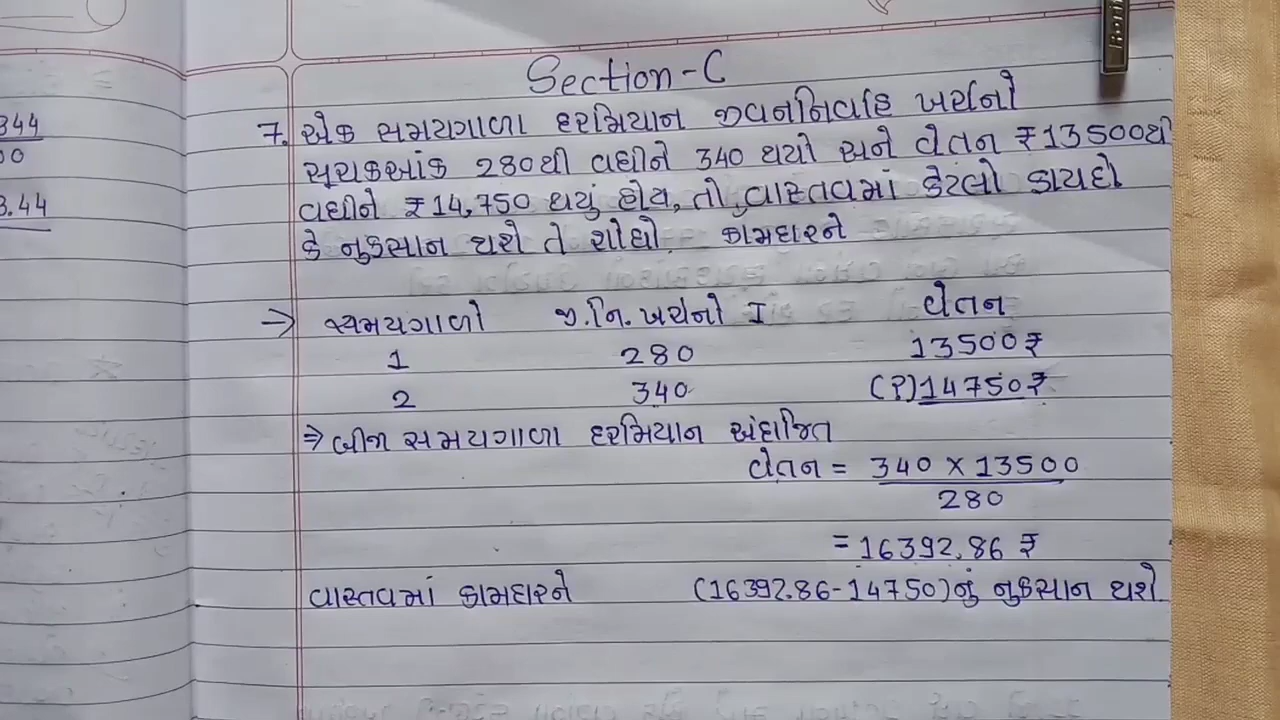 344
00
3.44
Section-C
7. એક સમયગાળા દરમિયાન જીવનનિર્વાહ ખર્ચનો
સૂચકઆંક 280થી વધીને 340 થયો અને વેતન ₹13500થી
વધીને ₹14,750 થયું હોય, તો વાસ્તવમાં કેટલો ફાયદો
કે નુકસાન થશે તે શોધો. કામદારને
→ સમયગાળો જી.નિ.ખર્ચનો I વેતન
1 280 13500₹
2 340 (?)14750₹
⇒ બીજા સમયગાળા દરમિયાન અંદાજિત
વેતન = 340 × 13500
280
= 16392.86 ₹
વાસ્તવમાં કામદારને (16392.86-14750)નું નુકસાન થશે